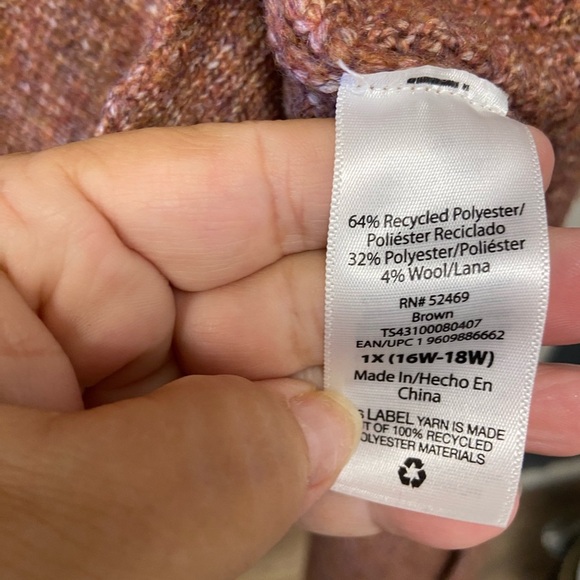 64% Recycled Polyester/
Poliéster Reciclado
32% Polyester/Poliéster
4% Wool/Lana
RN# 52469
Brown
TS43100080407
EAN/UPC 1 9609886662
1X (16W-18W)
Made In/Hecho En
China
LABEL YARN IS MADE
OF 100% RECYCLED
MATERIALS